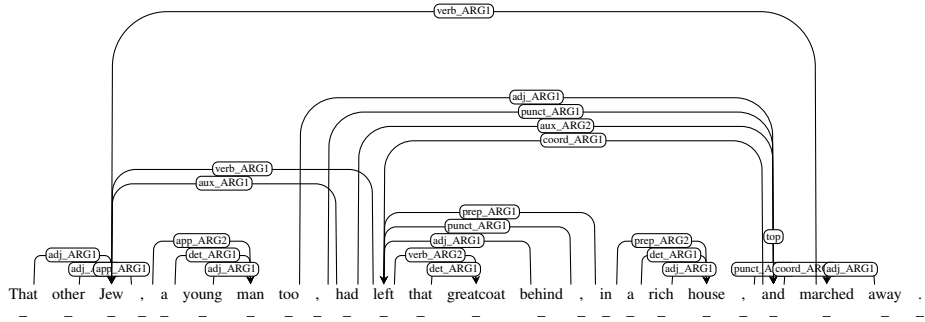 verb_ARG1
adj_ARG1
punct_ARG1
aux_ARG2
coord_ARG1
verb_ARG1
aux_ARG1
prep_ARG1
punct_ARG1
top
app_ARG2 adj_ARG1 prep_ARG2
adj_ARG1 det_ARG1 verb_ARG2 det_ARG1
app_ARG1 adj_ARG1 det_ARG1 adj_ARG1 adj_ARG1
That other Jew , a young man too , had left that greatcoat behind , in a rich house , and marched away .
_ _ _ _ _ _ _ _ _ _ _ _ _ _ _ _ _ _ _ _ _ _ _ _